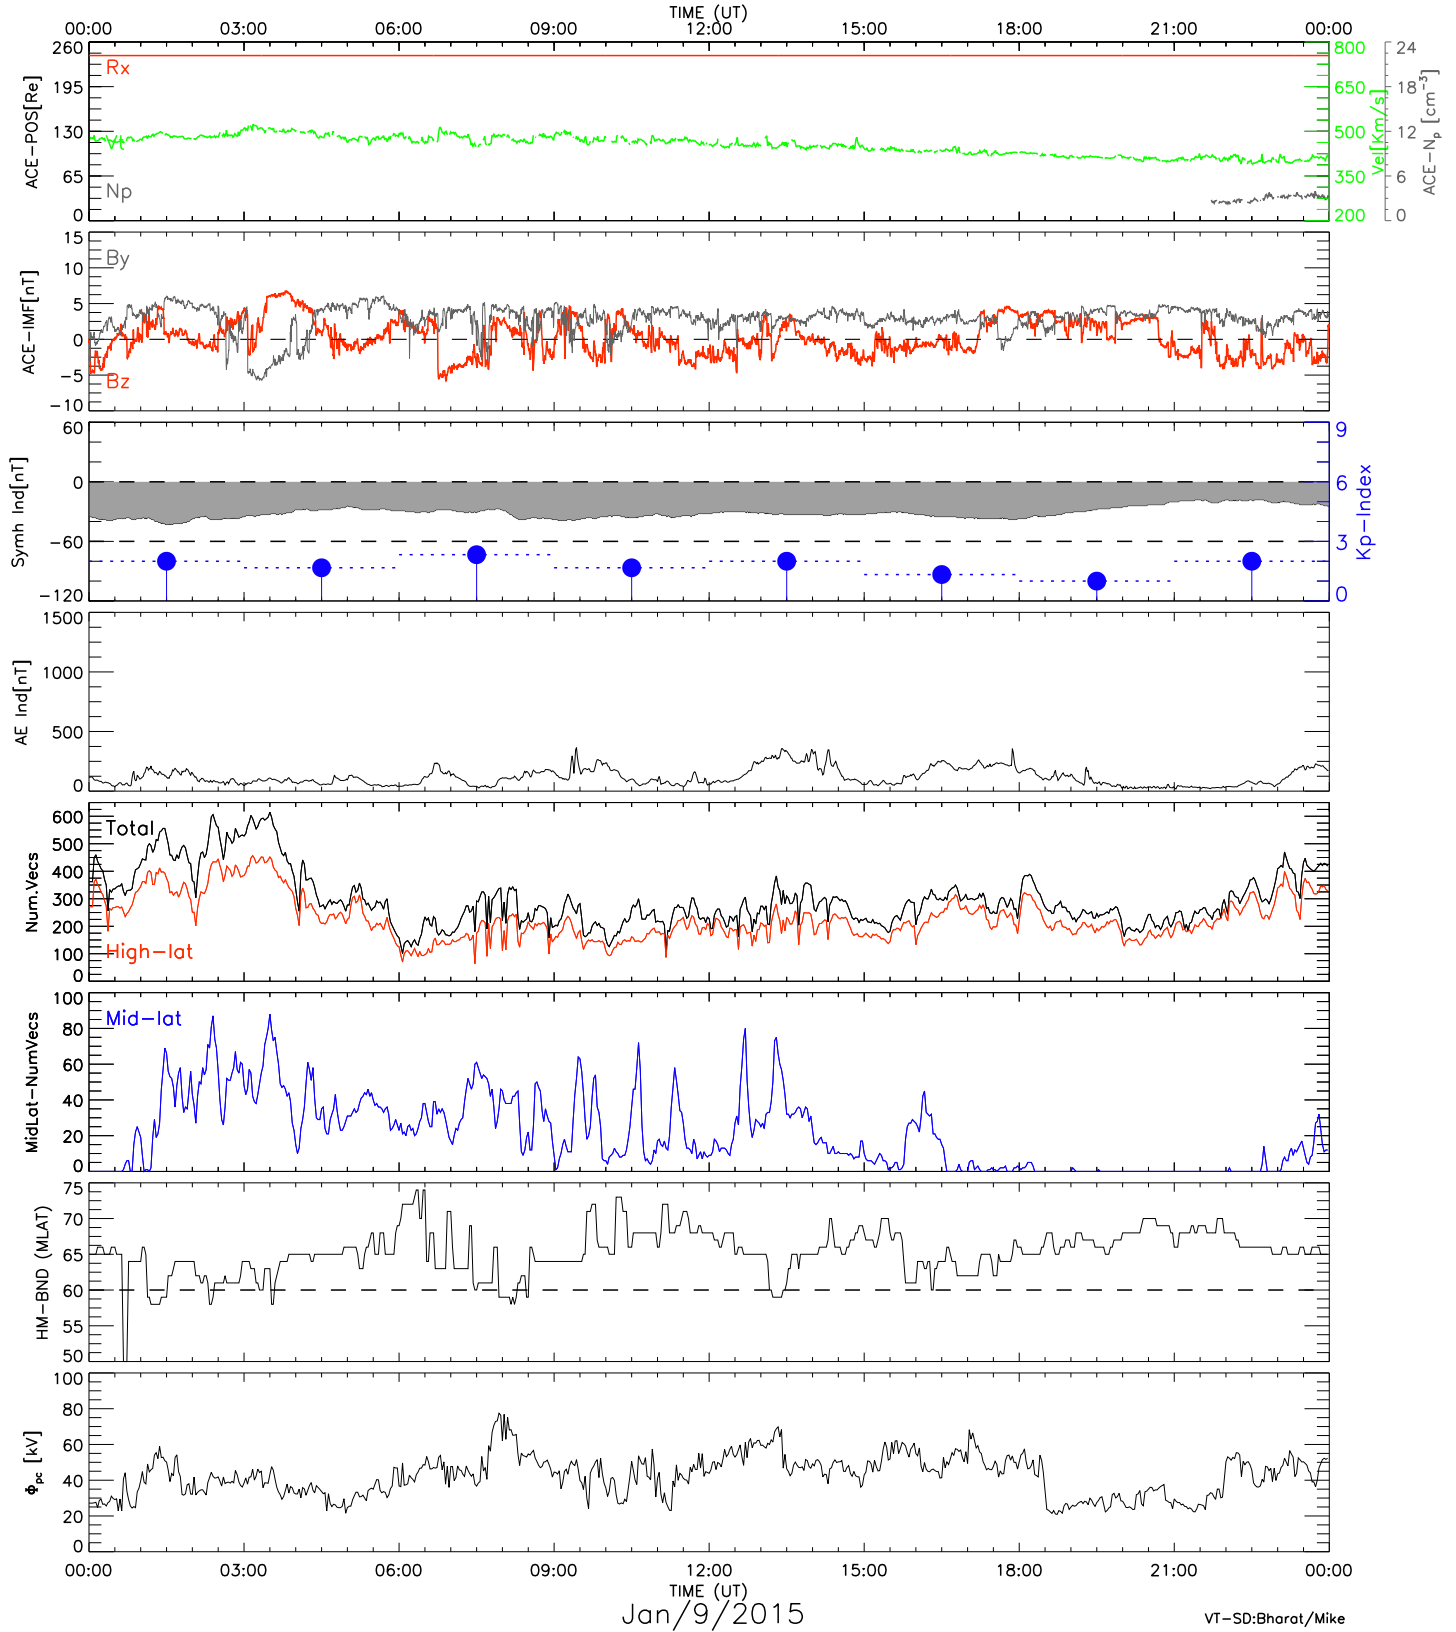 TIME (UT)
00:00 03:00 06:00 09:00 12:00 15:00 18:00 21:00 00:00
ACE-POS[Re]
260
195
130
65
0
Rx
Np
800
650
500
350
200
Vel[Km/s]
24
18
12
6
0
ACE-Np [cm-3]
ACE-IMF[nT]
15
10
5
0
-5
-10
By
Bz
Symh Ind[nT]
60
0
-60
-120
9
6
3
0
Kp-Index
AE Ind[nT]
1500
1000
500
0
Num.Vecs
600
500
400
300
200
100
0
Total
High-lat
MidLat-NumVecs
100
80
60
40
20
0
Mid-lat
HM-BND (MLAT)
75
70
65
60
55
50
Φpc [kV]
100
80
60
40
20
0
00:00 03:00 06:00 09:00 12:00 15:00 18:00 21:00 00:00
TIME (UT)
Jan/9/2015
VT-SD:Bharat/Mike